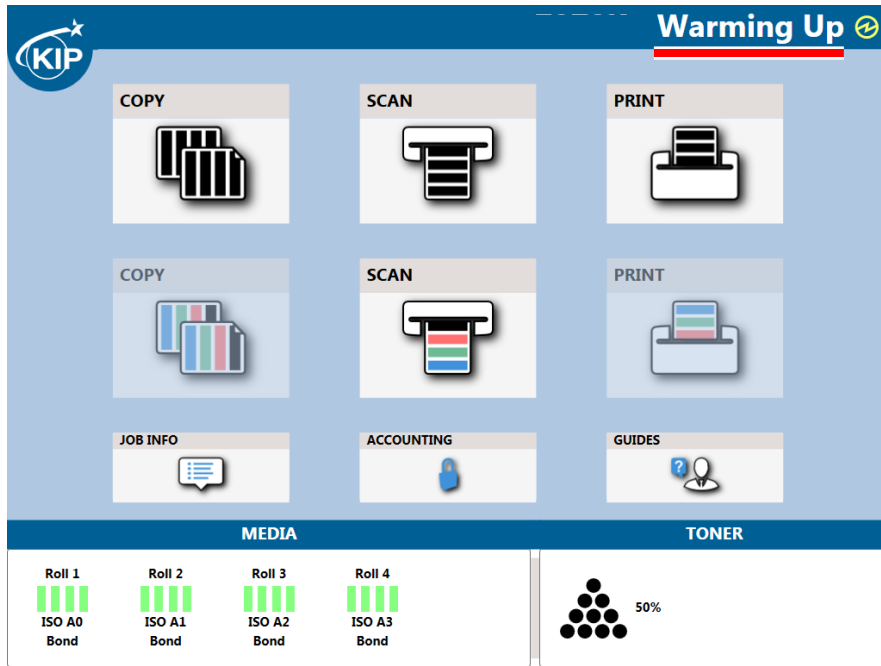 KIP
Warming Up
COPY
SCAN
PRINT
COPY
SCAN
PRINT
JOB INFO
ACCOUNTING
GUIDES
?
MEDIA
TONER
Roll 1
Roll 2
Roll 3
Roll 4
ISO A0
ISO A1
ISO A2
ISO A3
Bond
Bond
Bond
Bond
50%